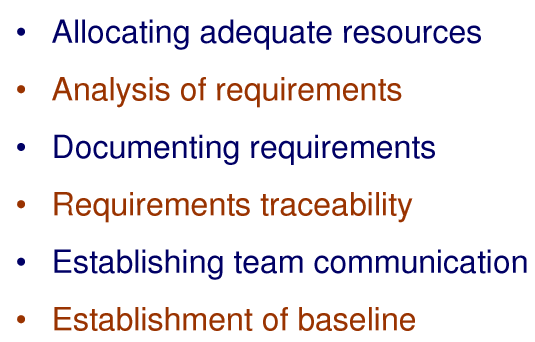 • Allocating adequate resources
• Analysis of requirements
• Documenting requirements
• Requirements traceability
• Establishing team communication
• Establishment of baseline